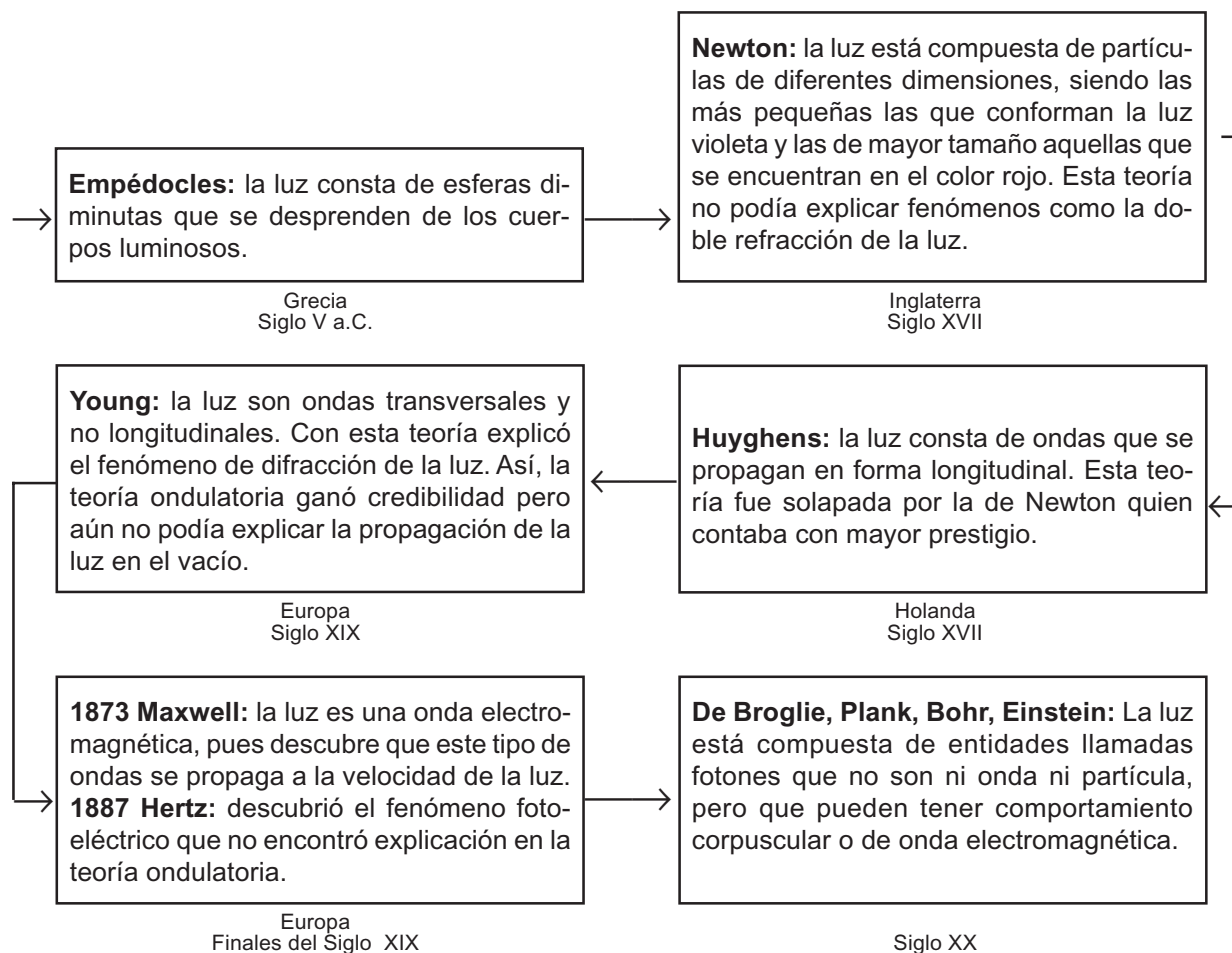 Empédocles: la luz consta de esferas di-
minutas que se desprenden de los cuer-
pos luminosos.
Grecia
Siglo V a.C.
Newton: la luz está compuesta de partícu-
las de diferentes dimensiones, siendo las
más pequeñas las que conforman la luz
violeta y las de mayor tamaño aquellas que
se encuentran en el color rojo. Esta teoría
no podía explicar fenómenos como la do-
ble refracción de la luz.
Inglaterra
Siglo XVII
Huyghens: la luz consta de ondas que se
propagan en forma longitudinal. Esta teo-
ría fue solapada por la de Newton quien
contaba con mayor prestigio.
Holanda
Siglo XVII
Young: la luz son ondas transversales y
no longitudinales. Con esta teoría explicó
el fenómeno de difracción de la luz. Así, la
teoría ondulatoria ganó credibilidad pero
aún no podía explicar la propagación de la
luz en el vacío.
Europa
Siglo XIX
1873 Maxwell: la luz es una onda electro-
magnética, pues descubre que este tipo de
ondas se propaga a la velocidad de la luz.
1887 Hertz: descubrió el fenómeno foto-
eléctrico que no encontró explicación en la
teoría ondulatoria.
Europa
Finales del Siglo XIX
De Broglie, Plank, Bohr, Einstein: La luz
está compuesta de entidades llamadas
fotones que no son ni onda ni partícula,
pero que pueden tener comportamiento
corpuscular o de onda electromagnética.
Siglo XX